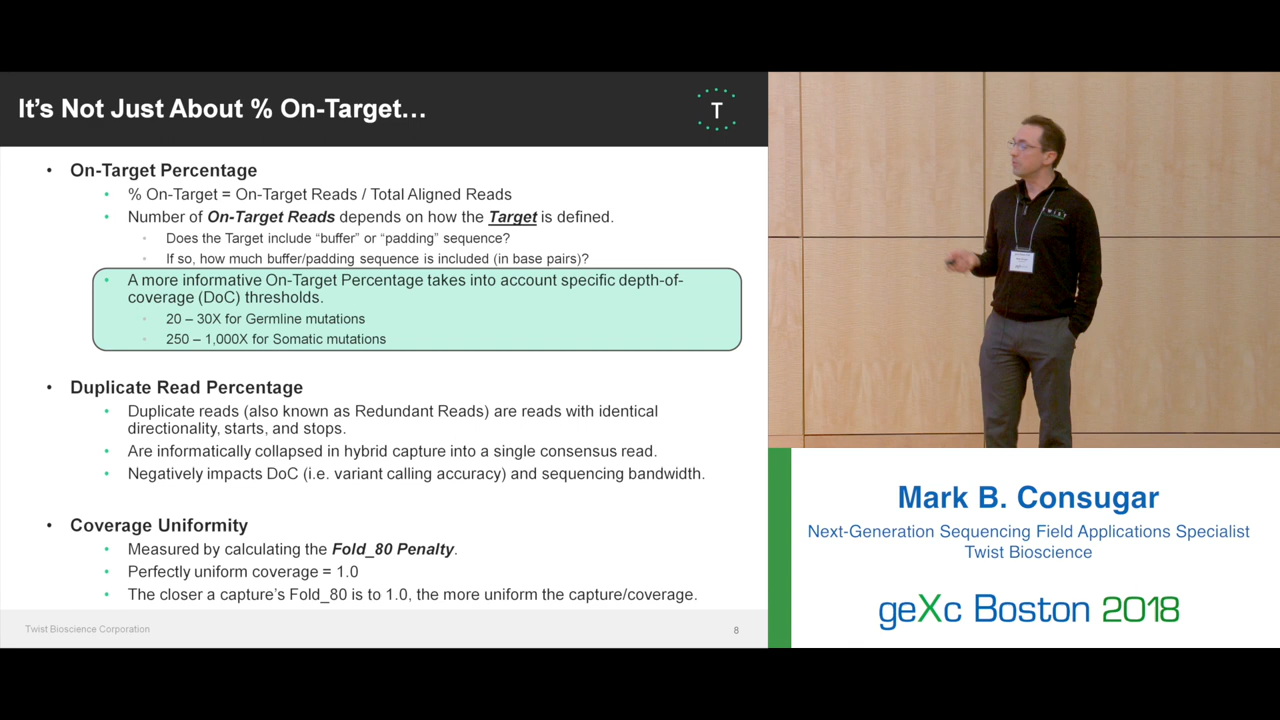 It's Not Just About % On-Target…
T
• On-Target Percentage
• % On-Target = On-Target Reads / Total Aligned Reads
• Number of On-Target Reads depends on how the Target is defined.
• Does the Target include “buffer” or “padding” sequence?
• If so, how much buffer/padding sequence is included (in base pairs)?
• A more informative On-Target Percentage takes into account specific depth-of-
coverage (DoC) thresholds.
• 20 – 30X for Germline mutations
• 250 – 1,000X for Somatic mutations
• Duplicate Read Percentage
• Duplicate reads (also known as Redundant Reads) are reads with identical
directionality, starts, and stops.
• Are informatically collapsed in hybrid capture into a single consensus read.
• Negatively impacts DoC (i.e. variant calling accuracy) and sequencing bandwidth.
• Coverage Uniformity
• Measured by calculating the Fold_80 Penalty.
• Perfectly uniform coverage = 1.0
• The closer a capture's Fold_80 is to 1.0, the more uniform the capture/coverage.
Twist Bioscience Corporation
8
TWIST
Mark B. Consugar
Next-Generation Sequencing Field Applications Specialist
Twist Bioscience
geXc Boston 2018